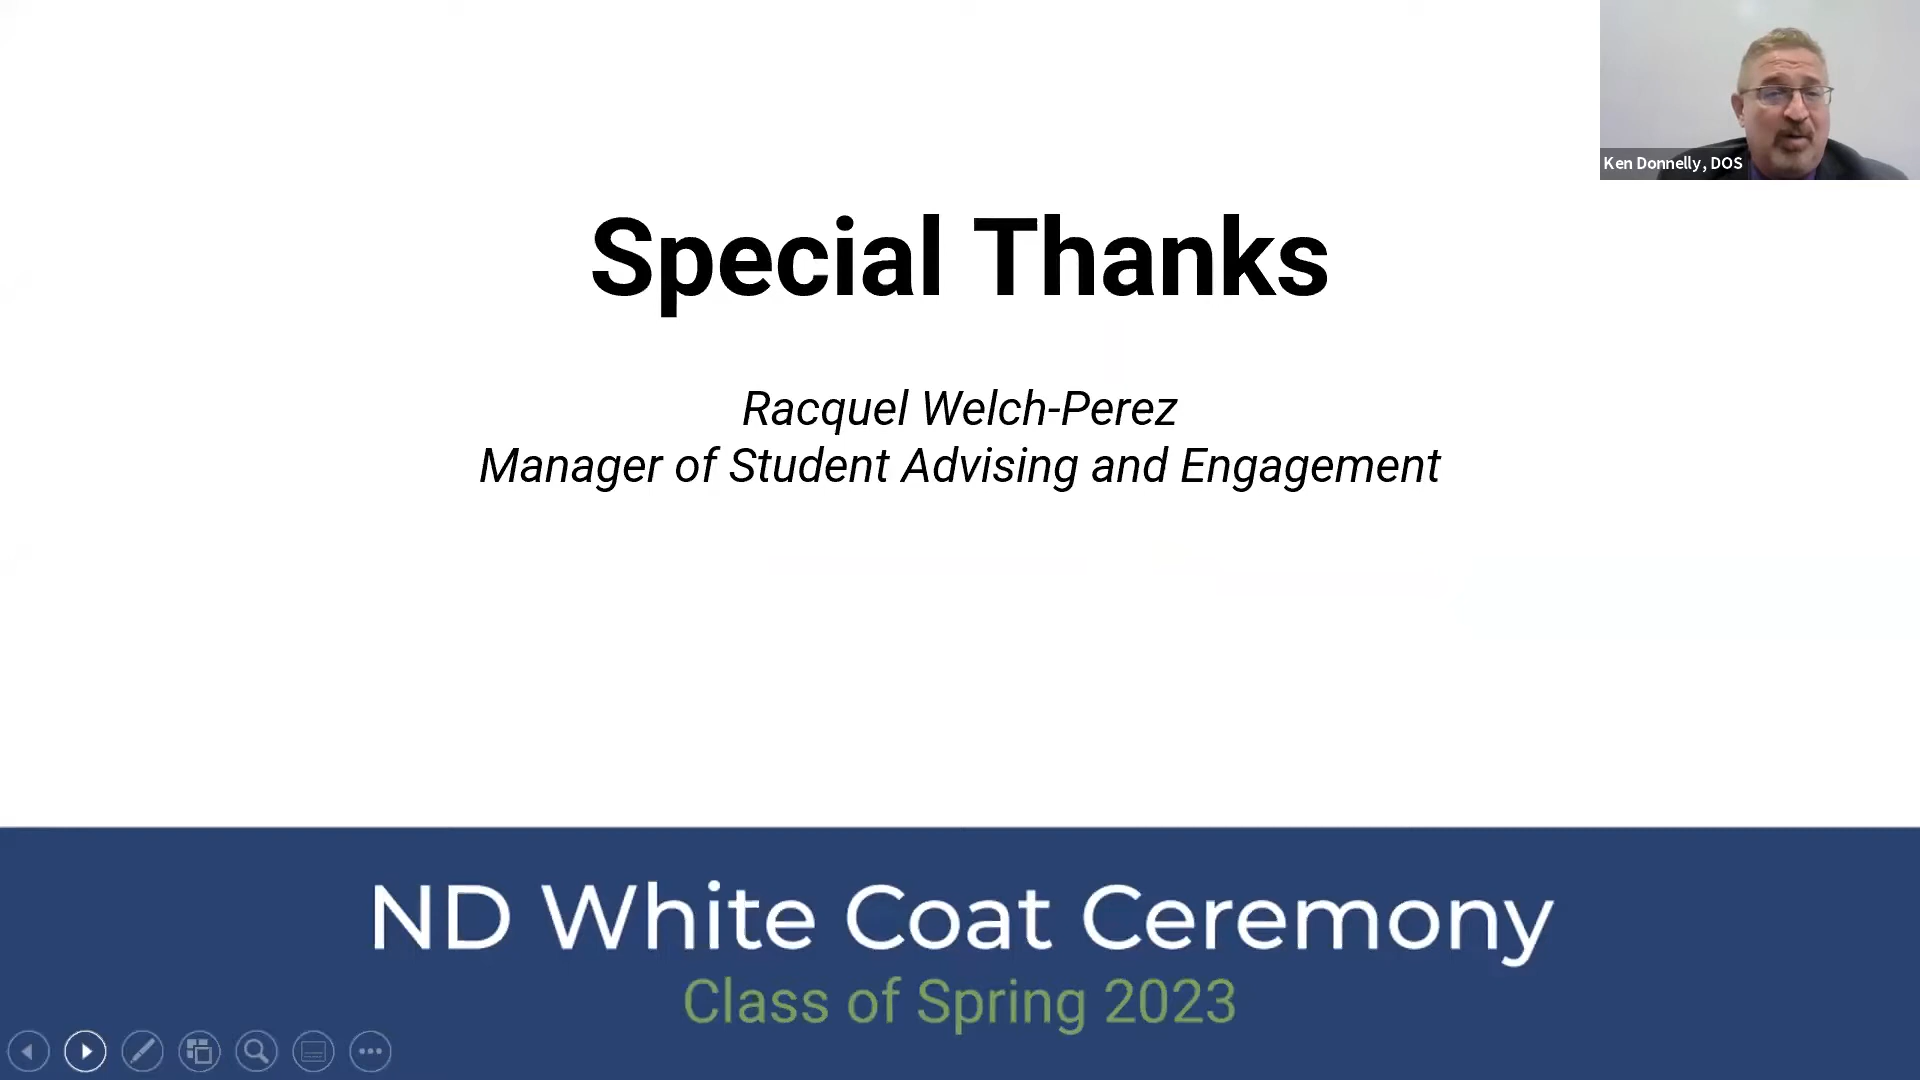 Ken Donnelly, DOS
Special Thanks
Racquel Welch-Perez
Manager of Student Advising and Engagement
ND White Coat Ceremony
Class of Spring 2023